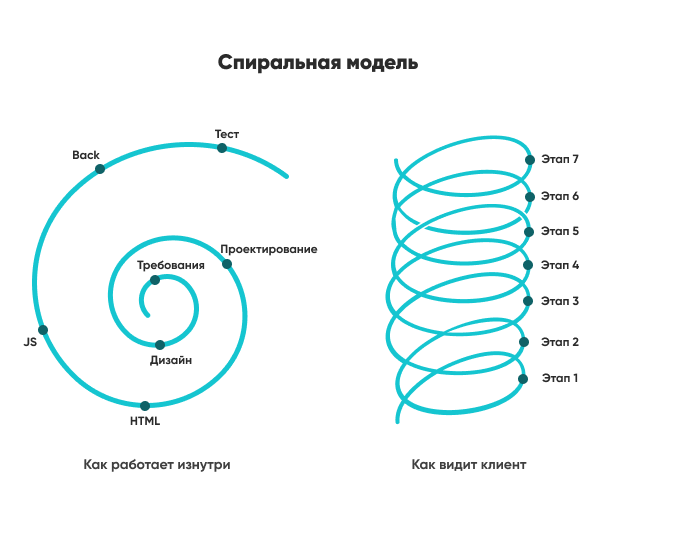 Спиральная модель
Тест
Back
Проектирование
Требования
JS
Дизайн
HTML
Как работает изнутри
Этап 7
Этап 6
Этап 5
Этап 4
Этап 3
Этап 2
Этап 1
Как видит клиент